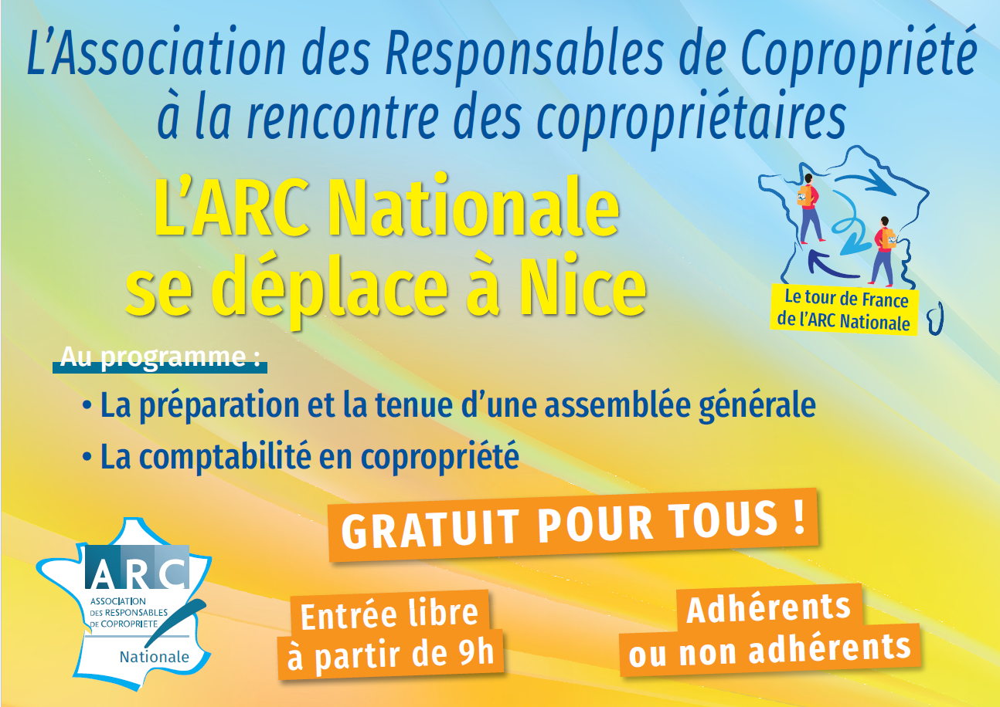 L’Association des Responsables de Copropriété
à la rencontre des copropriétaires
L’ARC Nationale
se déplace à Nice
Le tour de France
de l’ARC Nationale
Au programme :
• La préparation et la tenue d’une assemblée générale
• La comptabilité en copropriété
GRATUIT POUR TOUS !
ARC
ASSOCIATION
DES RESPONSABLES
DE COPROPRIETE
Nationale
Entrée libre
à partir de 9h
Adhérents
ou non adhérents